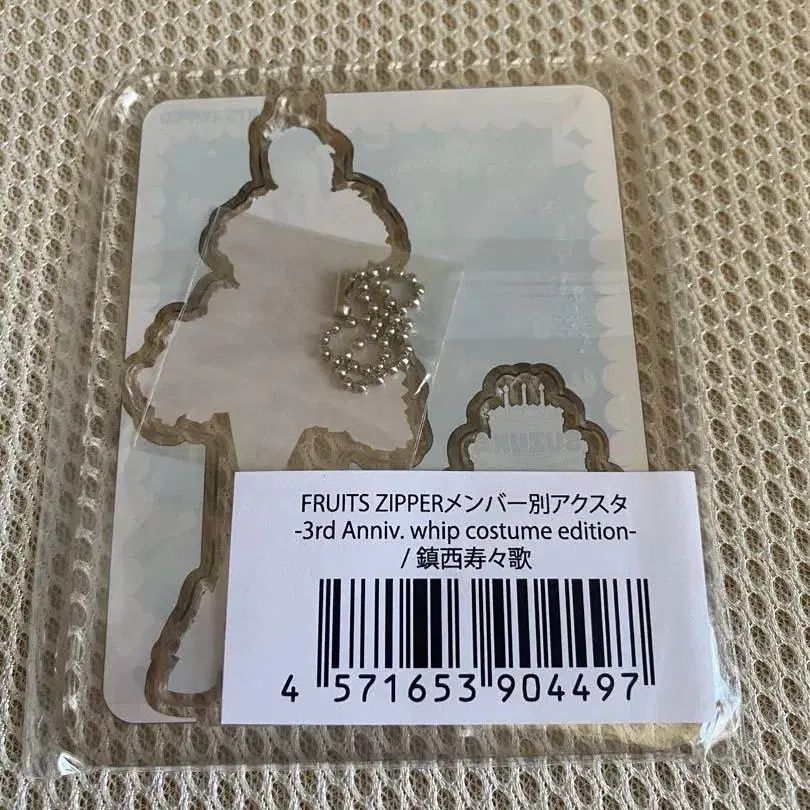 FRUITS ZIPPERメンバー別アクスタ
-3rd Anniv. whip costume edition-
/ 鎮西寿々歌
4 571653 904497
SUZUKA